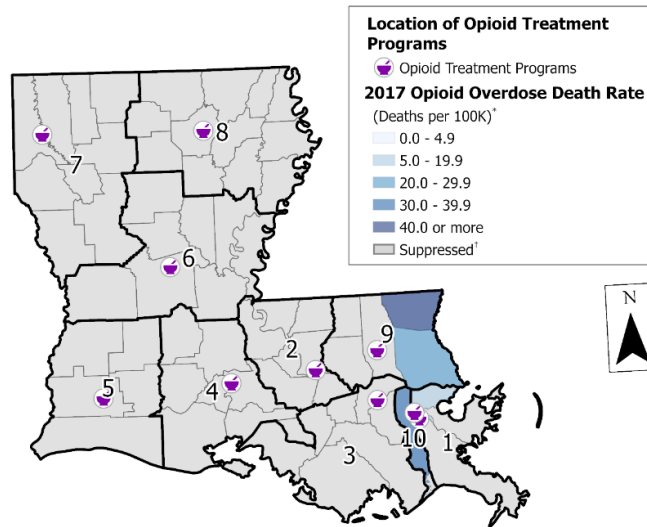 Location of Opioid Treatment
Programs
Opioid Treatment Programs
2017 Opioid Overdose Death Rate
(Deaths per 100K)*
0.0 - 4.9
5.0 - 19.9
20.0 - 29.9
30.0 - 39.9
40.0 or more
Suppressed†
8
7
6
N
9
2
5
4
10
1
3